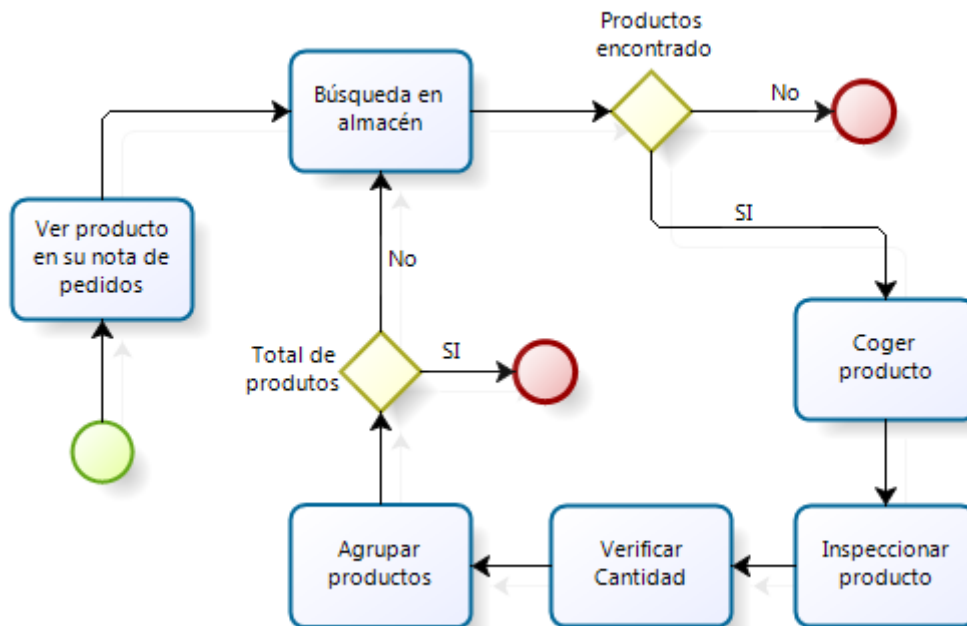 Productos
encontrado
Búsqueda en
almacén
No
Ver producto
en su nota de
pedidos
SI
No
Total de
produtos
SI
Coger
producto
Agrupar
productos
Verificar
Cantidad
Inspeccionar
producto